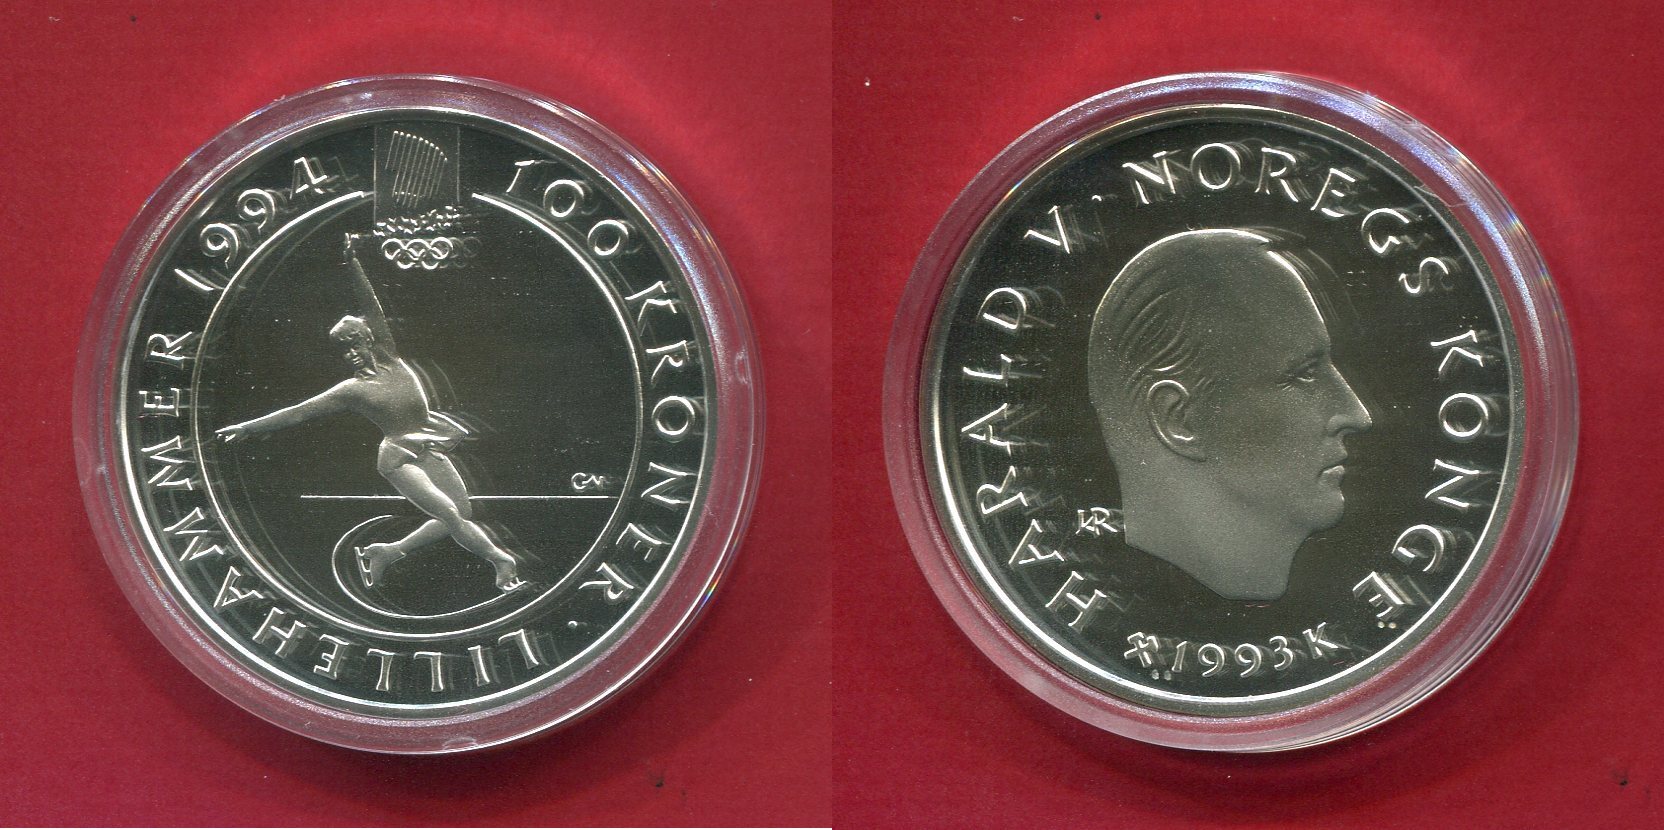 LILLEHAMMER 1994
100 KRONER
HARALD V · NOREGS KONGE
1993 K